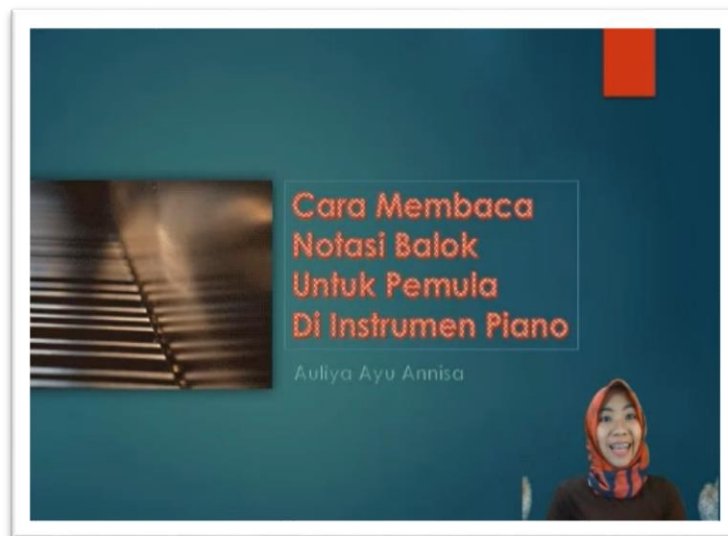 Cara Membaca
Notasi Balok
Untuk Pemula
Di Instrumen Piano
Auliya Ayu Annisa